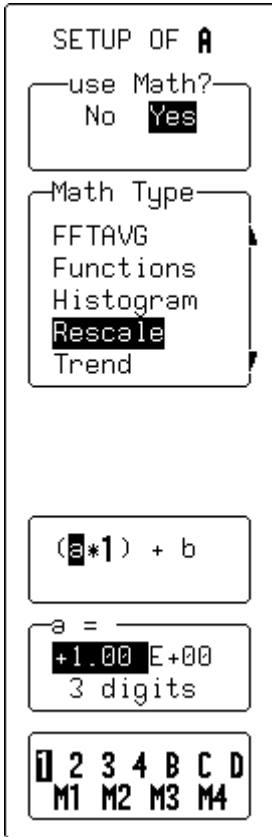 SETUP OF A
use Math?
No Yes
Math Type
FFTAVG
Functions
Histogram
Rescale
Trend
(a*1) + b
a =
+1.00 E+00
3 digits
1 2 3 4 B C D
M1 M2 M3 M4